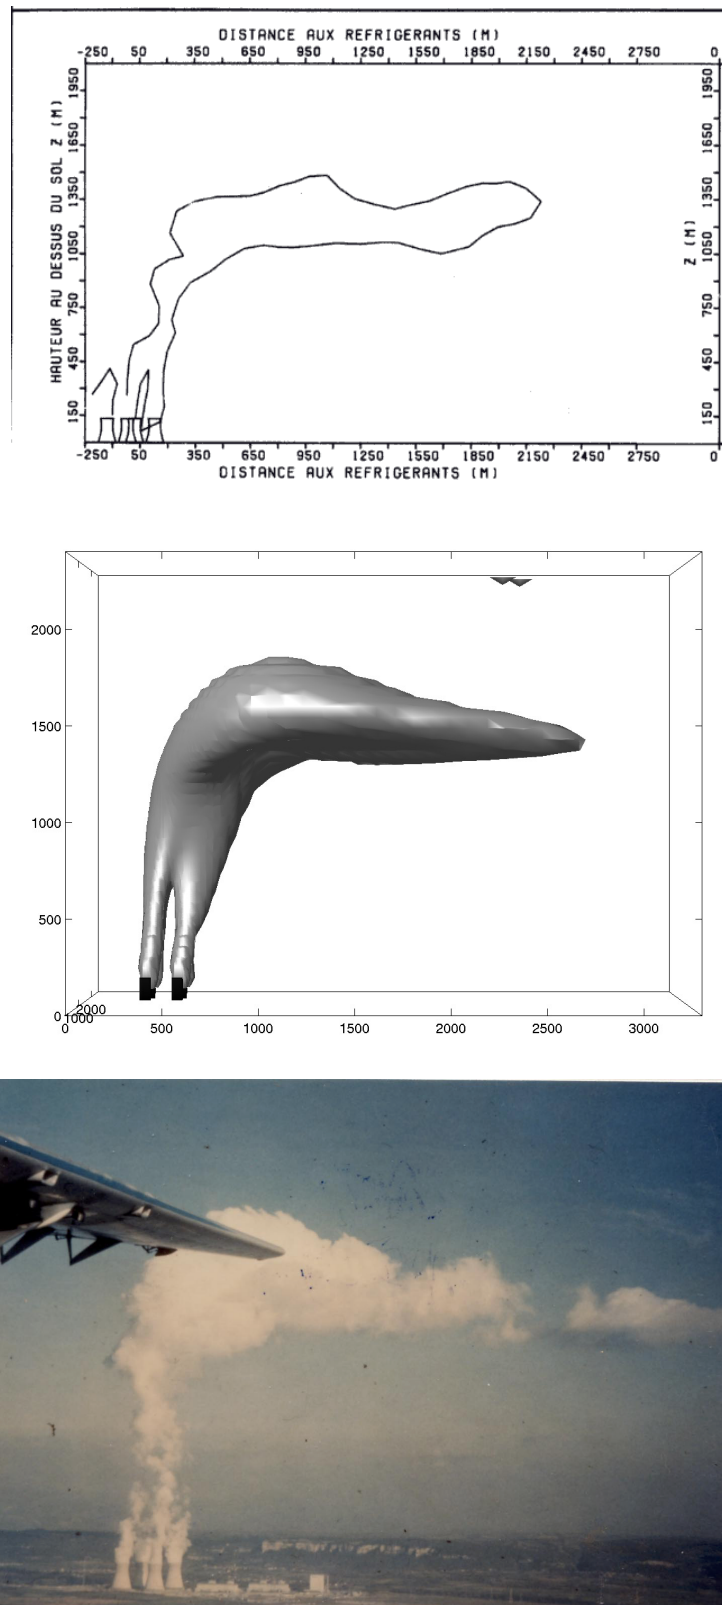 DISTANCE AUX REFRIGERANTS (M)
-250 50 350 650 950 1250 1550 1850 2150 2450 2750 0
HAUTEUR AU DESSUS DU SOL Z (M)
1950 1950
1650 1650
1350 1350
Z (M)
1050 1050
750 750
450 450
150 150
-250 50 350 650 950 1250 1550 1850 2150 2450 2750 0
DISTANCE AUX REFRIGERANTS (M)
2000
1500
1000
500
2000
1000
0
0 500 1000 1500 2000 2500 3000